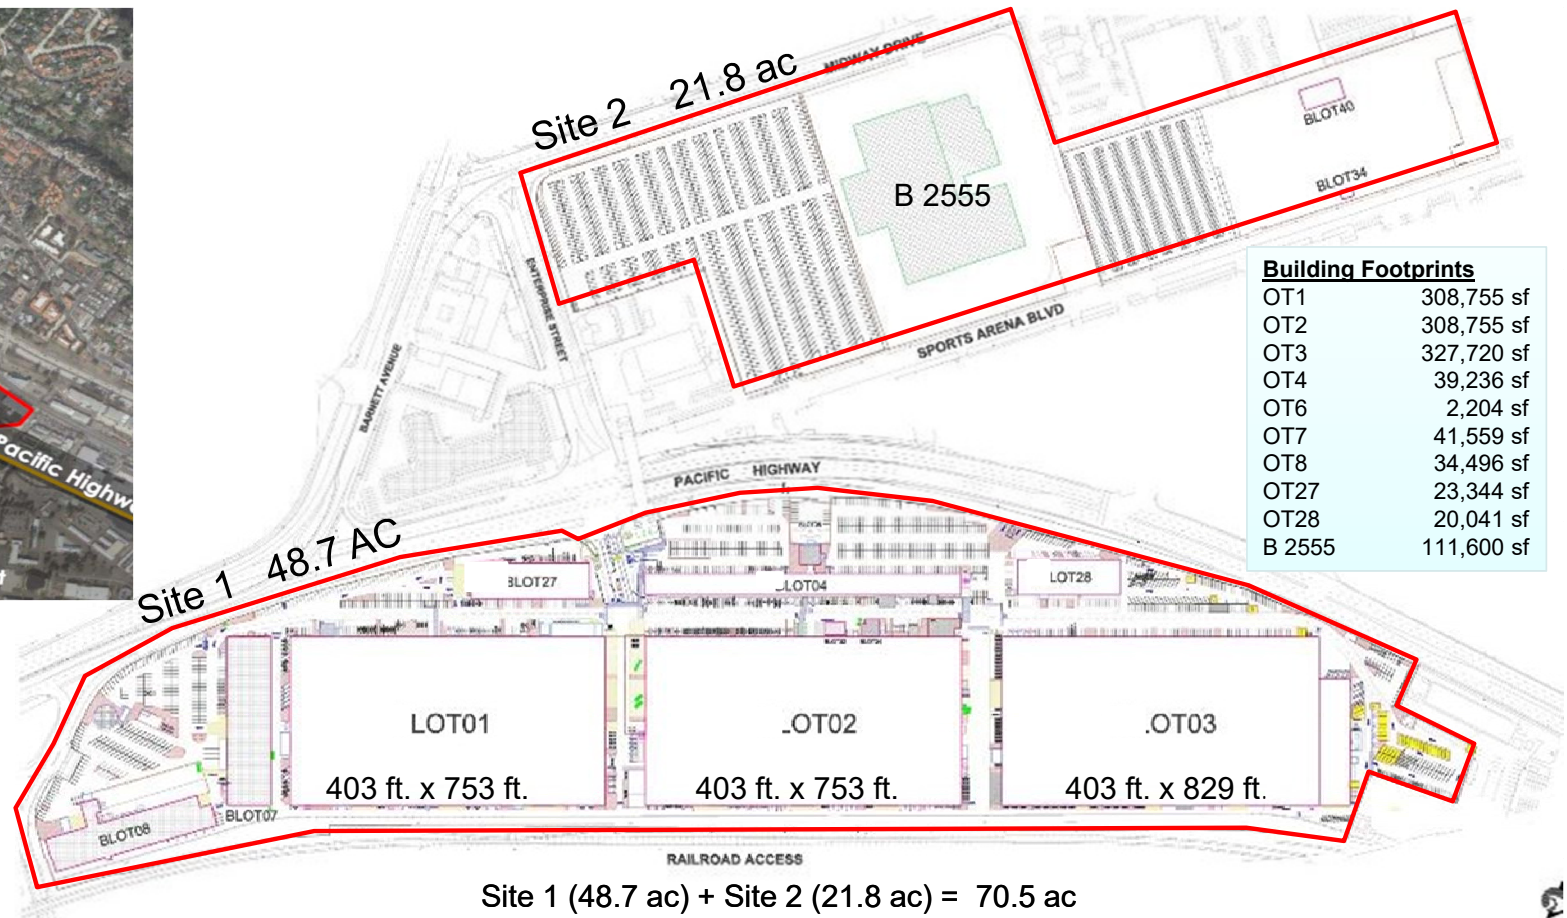 MIDWAY DRIVE
Site 2 21.8 ac
BLOT40
BLOT34
B 2555
ENTERPRISE STREET
SPORTS ARENA BLVD
BARNETT AVENUE
Building Footprints
OT1 308,755 sf
OT2 308,755 sf
OT3 327,720 sf
OT4 39,236 sf
OT6 2,204 sf
OT7 41,559 sf
OT8 34,496 sf
OT27 23,344 sf
OT28 20,041 sf
B 2555 111,600 sf
Pacific Highw
PACIFIC HIGHWAY
Site 1 48.7 AC
BLOT27
LOT04
LOT28
LOT01
LOT02
OT03
403 ft. x 753 ft.
403 ft. x 753 ft.
403 ft. x 829 ft.
BLOT07
BLOT08
RAILROAD ACCESS
Site 1 (48.7 ac) + Site 2 (21.8 ac) = 70.5 ac